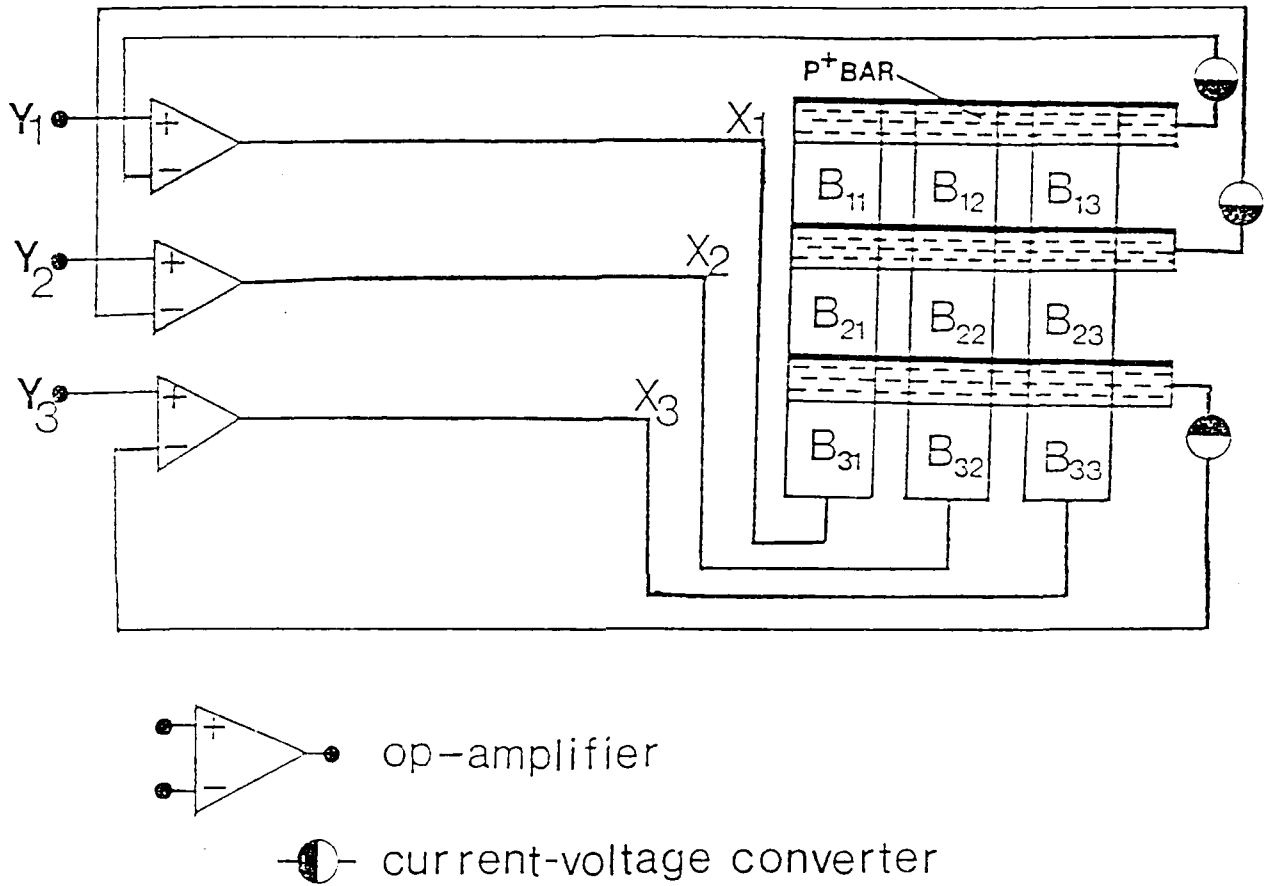 P⁺ BAR
Y₁ + − X₁
B₁₁ B₁₂ B₁₃
Y₂ + − X₂
B₂₁ B₂₂ B₂₃
Y₃ + − X₃
B₃₁ B₃₂ B₃₃
+ − op-amplifier
current-voltage converter